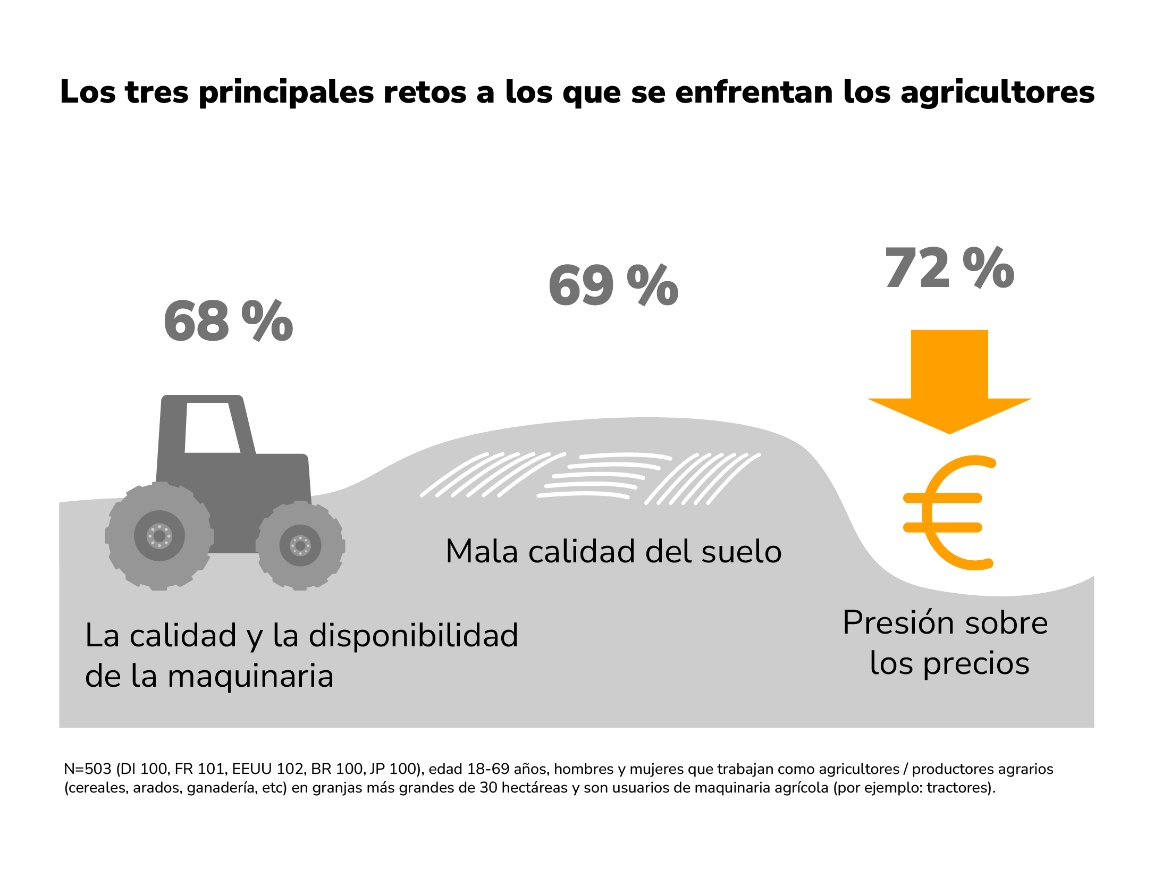 Los tres principales retos a los que se enfrentan los agricultores
68 %
69 %
72 %
La calidad y la disponibilidad
de la maquinaria
Mala calidad del suelo
€
Presión sobre
los precios
N=503 (DI 100, FR 101, EEUU 102, BR 100, JP 100), edad 18-69 años, hombres y mujeres que trabajan como agricultores / productores agrarios
(cereales, arados, ganadería, etc) en granjas más grandes de 30 hectáreas y son usuarios de maquinaria agrícola (por ejemplo: tractores).